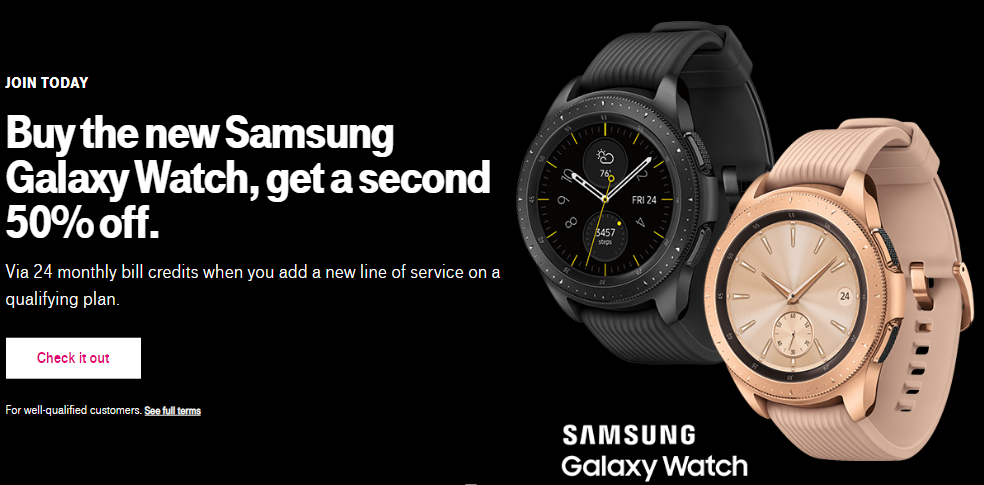 JOIN TODAY
Buy the new Samsung
Galaxy Watch, get a second
50% off.
Via 24 monthly bill credits when you add a new line of service on a
qualifying plan.
Check it out
For well-qualified customers. See full terms
76°
FRI 24
3457
steps
24
SAMSUNG
Galaxy Watch